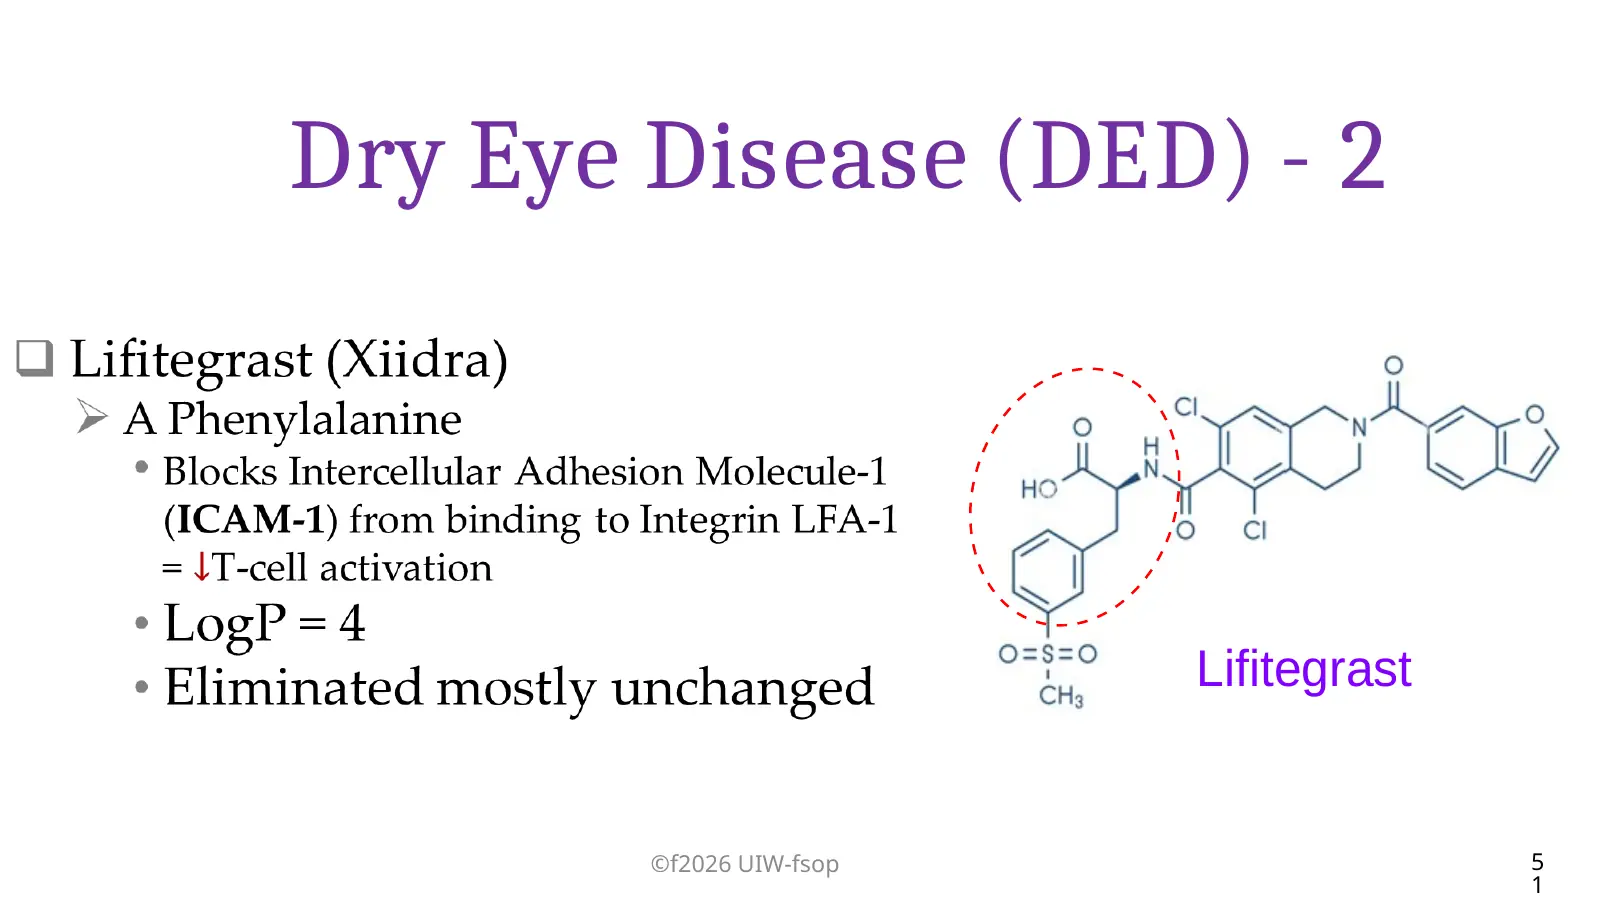 Dry Eye Disease (DED) - 2
Lifitegrast (Xiidra)
A Phenylalanine
Blocks Intercellular Adhesion Molecule-1
(ICAM-1) from binding to Integrin LFA-1
= ↓T-cell activation
LogP = 4
Eliminated mostly unchanged
O
Cl
N
O
O
H
N
HO
O
Cl
O=S=O
CH3
Lifitegrast
©f2026 UIW-fsop
5
1